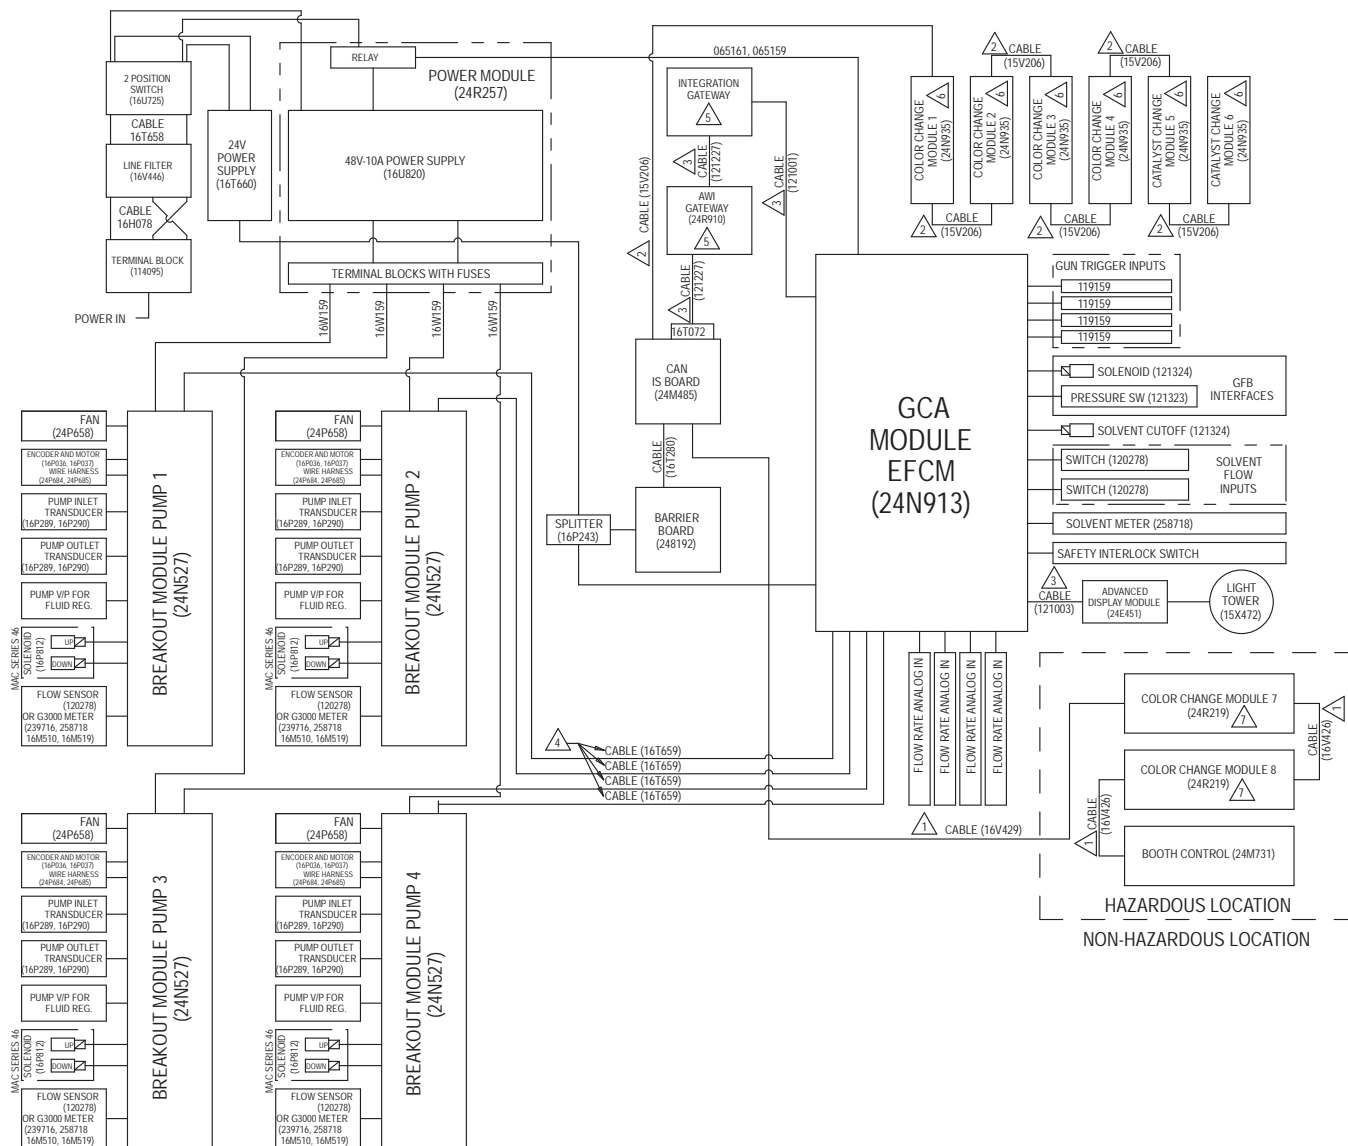 065161, 065159
RELAY
POWER MODULE
(24R257)
2 POSITION
SWITCH
(16U725)
CABLE
16T658
LINE FILTER
(16V446)
CABLE
16H078
TERMINAL BLOCK
(114095)
POWER IN
24V
POWER
SUPPLY
(16T660)
48V-10A POWER SUPPLY
(16U820)
TERMINAL BLOCKS WITH FUSES
16W159
16W159
16W159
16W159
INTEGRATION
GATEWAY
5
3
CABLE
(121227)
AWI
GATEWAY
(24R910)
5
3
CABLE
(121227)
16T072
CABLE (15V206)
2
CABLE
(121001)
3
CAN
IS BOARD
(24M485)
CABLE
(16T280)
BARRIER
BOARD
(248192)
SPLITTER
(16P243)
2
CABLE
(15V206)
2
CABLE
(15V206)
COLOR CHANGE
MODULE 1
(24N935)
6
COLOR CHANGE
MODULE 2
(24N935)
6
COLOR CHANGE
MODULE 3
(24N935)
6
COLOR CHANGE
MODULE 4
(24N935)
6
CATALYST CHANGE
MODULE 5
(24N935)
6
CATALYST CHANGE
MODULE 6
(24N935)
6
2
CABLE
(15V206)
2
CABLE
(15V206)
2
CABLE
(15V206)
GCA
MODULE
EFCM
(24N913)
GUN TRIGGER INPUTS
119159
119159
119159
119159
SOLENOID (121324)
PRESSURE SW (121323)
GFB
INTERFACES
SOLVENT CUTOFF (121324)
SWITCH (120278)
SWITCH (120278)
SOLVENT
FLOW
INPUTS
SOLVENT METER (258718)
SAFETY INTERLOCK SWITCH
3
CABLE
(121003)
ADVANCED
DISPLAY MODULE
(24E451)
LIGHT
TOWER
(15X472)
FLOW RATE ANALOG IN
FLOW RATE ANALOG IN
FLOW RATE ANALOG IN
FLOW RATE ANALOG IN
4
CABLE (16T659)
CABLE (16T659)
CABLE (16T659)
CABLE (16T659)
1
CABLE (16V429)
COLOR CHANGE MODULE 7
(24R219)
7
1
CABLE
(16V426)
COLOR CHANGE MODULE 8
(24R219)
7
1
CABLE
(16V426)
BOOTH CONTROL (24M731)
HAZARDOUS LOCATION
NON-HAZARDOUS LOCATION
FAN
(24P658)
ENCODER AND MOTOR
(16P036, 16P037)
WIRE HARNESS
(24P684, 24P685)
PUMP INLET
TRANSDUCER
(16P289, 16P290)
PUMP OUTLET
TRANSDUCER
(16P289, 16P290)
PUMP V/P FOR
FLUID REG.
MAC SERIES 46
SOLENOID
(16P812)
UP
DOWN
FLOW SENSOR
(120278)
OR G3000 METER
(239716, 258718
16M510, 16M519)
BREAKOUT MODULE PUMP 1
(24N527)
FAN
(24P658)
ENCODER AND MOTOR
(16P036, 16P037)
WIRE HARNESS
(24P684, 24P685)
PUMP INLET
TRANSDUCER
(16P289, 16P290)
PUMP OUTLET
TRANSDUCER
(16P289, 16P290)
PUMP V/P FOR
FLUID REG.
MAC SERIES 46
SOLENOID
(16P812)
UP
DOWN
FLOW SENSOR
(120278)
OR G3000 METER
(239716, 258718
16M510, 16M519)
BREAKOUT MODULE PUMP 2
(24N527)
FAN
(24P658)
ENCODER AND MOTOR
(16P036, 16P037)
WIRE HARNESS
(24P684, 24P685)
PUMP INLET
TRANSDUCER
(16P289, 16P290)
PUMP OUTLET
TRANSDUCER
(16P289, 16P290)
PUMP V/P FOR
FLUID REG.
MAC SERIES 46
SOLENOID
(16P812)
UP
DOWN
FLOW SENSOR
(120278)
OR G3000 METER
(239716, 258718
16M510, 16M519)
BREAKOUT MODULE PUMP 3
(24N527)
FAN
(24P658)
ENCODER AND MOTOR
(16P036, 16P037)
WIRE HARNESS
(24P684, 24P685)
PUMP INLET
TRANSDUCER
(16P289, 16P290)
PUMP OUTLET
TRANSDUCER
(16P289, 16P290)
PUMP V/P FOR
FLUID REG.
MAC SERIES 46
SOLENOID
(16P812)
UP
DOWN
FLOW SENSOR
(120278)
OR G3000 METER
(239716, 258718
16M510, 16M519)
BREAKOUT MODULE PUMP 4
(24N527)